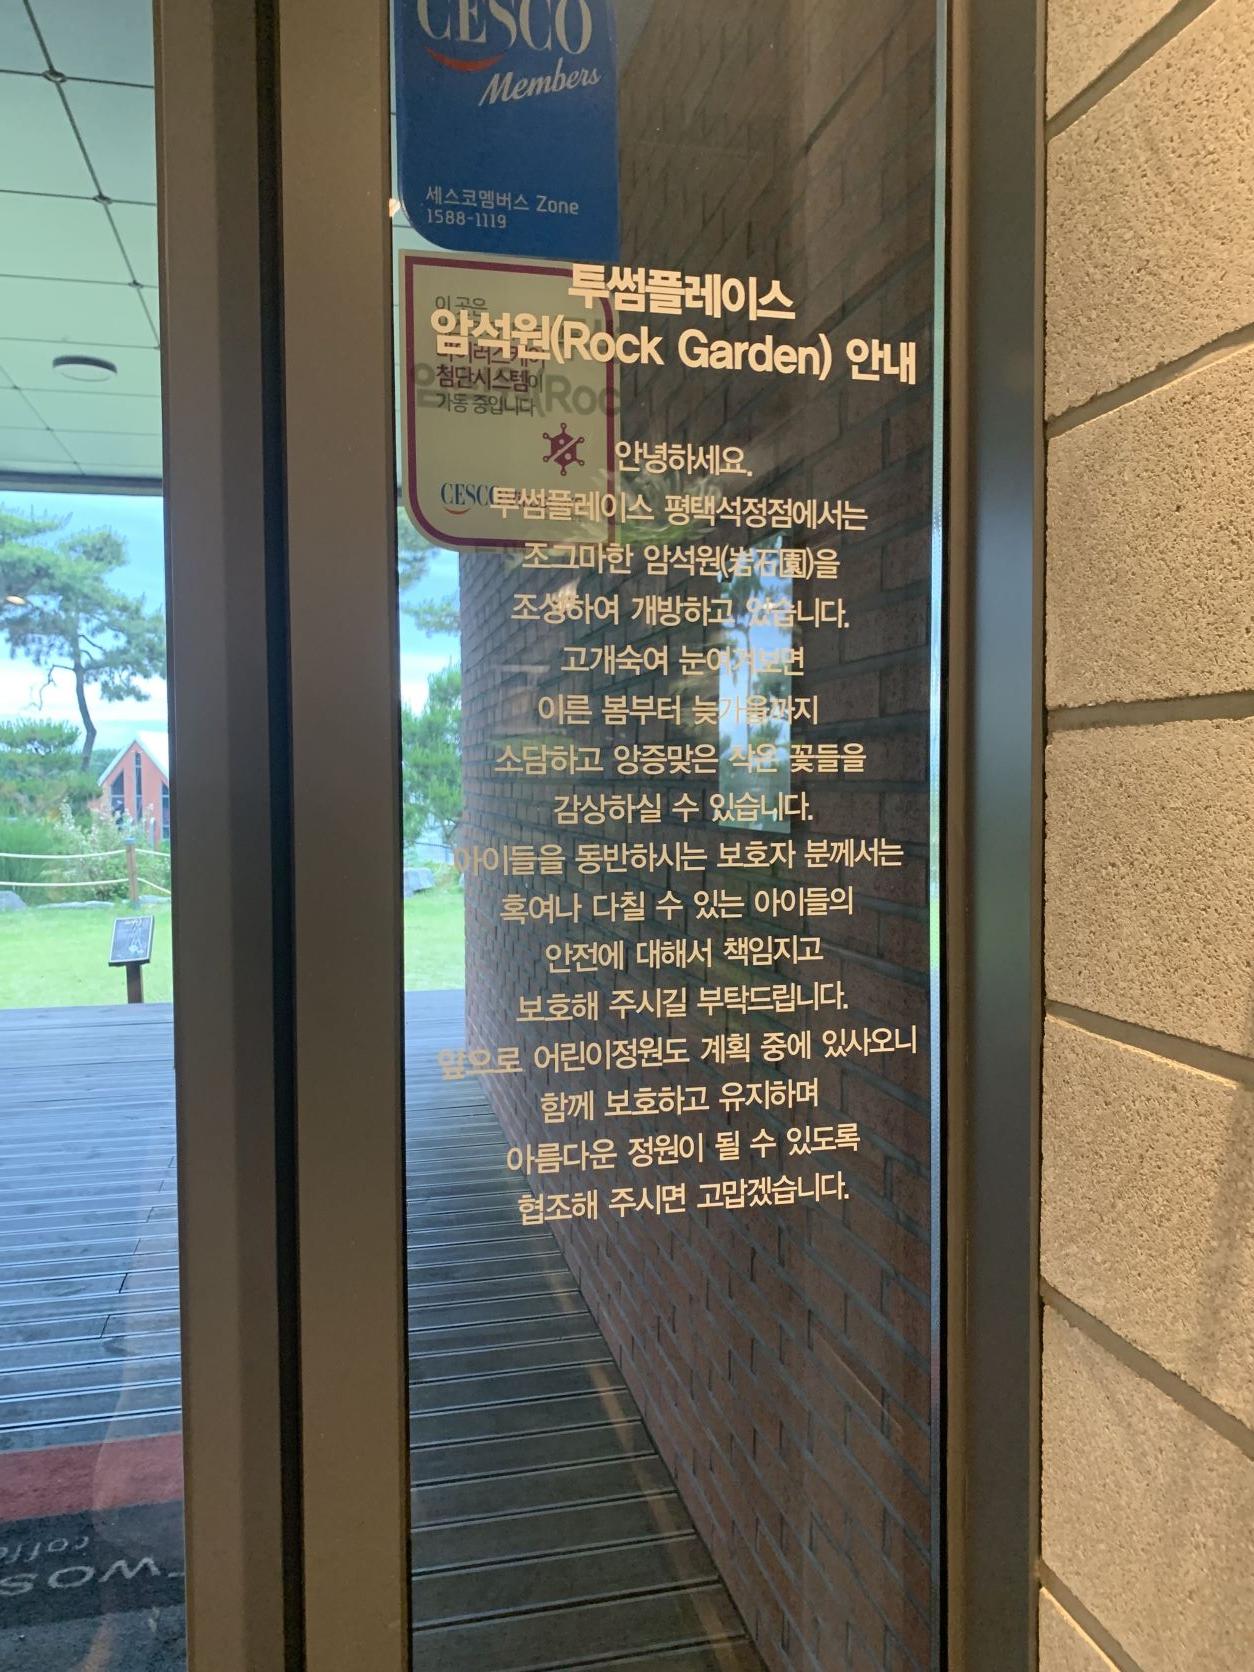 CESCO
Members
세스코멤버스 Zone
1588-1119
이 곳은
바이러스케어
첨단시스템이
가동 중입니다
CESCO
투썸플레이스
암석원(Rock Garden) 안내
안녕하세요.
투썸플레이스 평택석정점에서는
조그마한 암석원(岩石園)을
조성하여 개방하고 있습니다.
고개숙여 눈여겨보면
이른 봄부터 늦가을까지
소담하고 앙증맞은 작은 꽃들을
감상하실 수 있습니다.
아이들을 동반하시는 보호자 분께서는
혹여나 다칠 수 있는 아이들의
안전에 대해서 책임지고
보호해 주시길 부탁드립니다.
앞으로 어린이정원도 계획 중에 있사오니
함께 보호하고 유지하며
아름다운 정원이 될 수 있도록
협조해 주시면 고맙겠습니다.